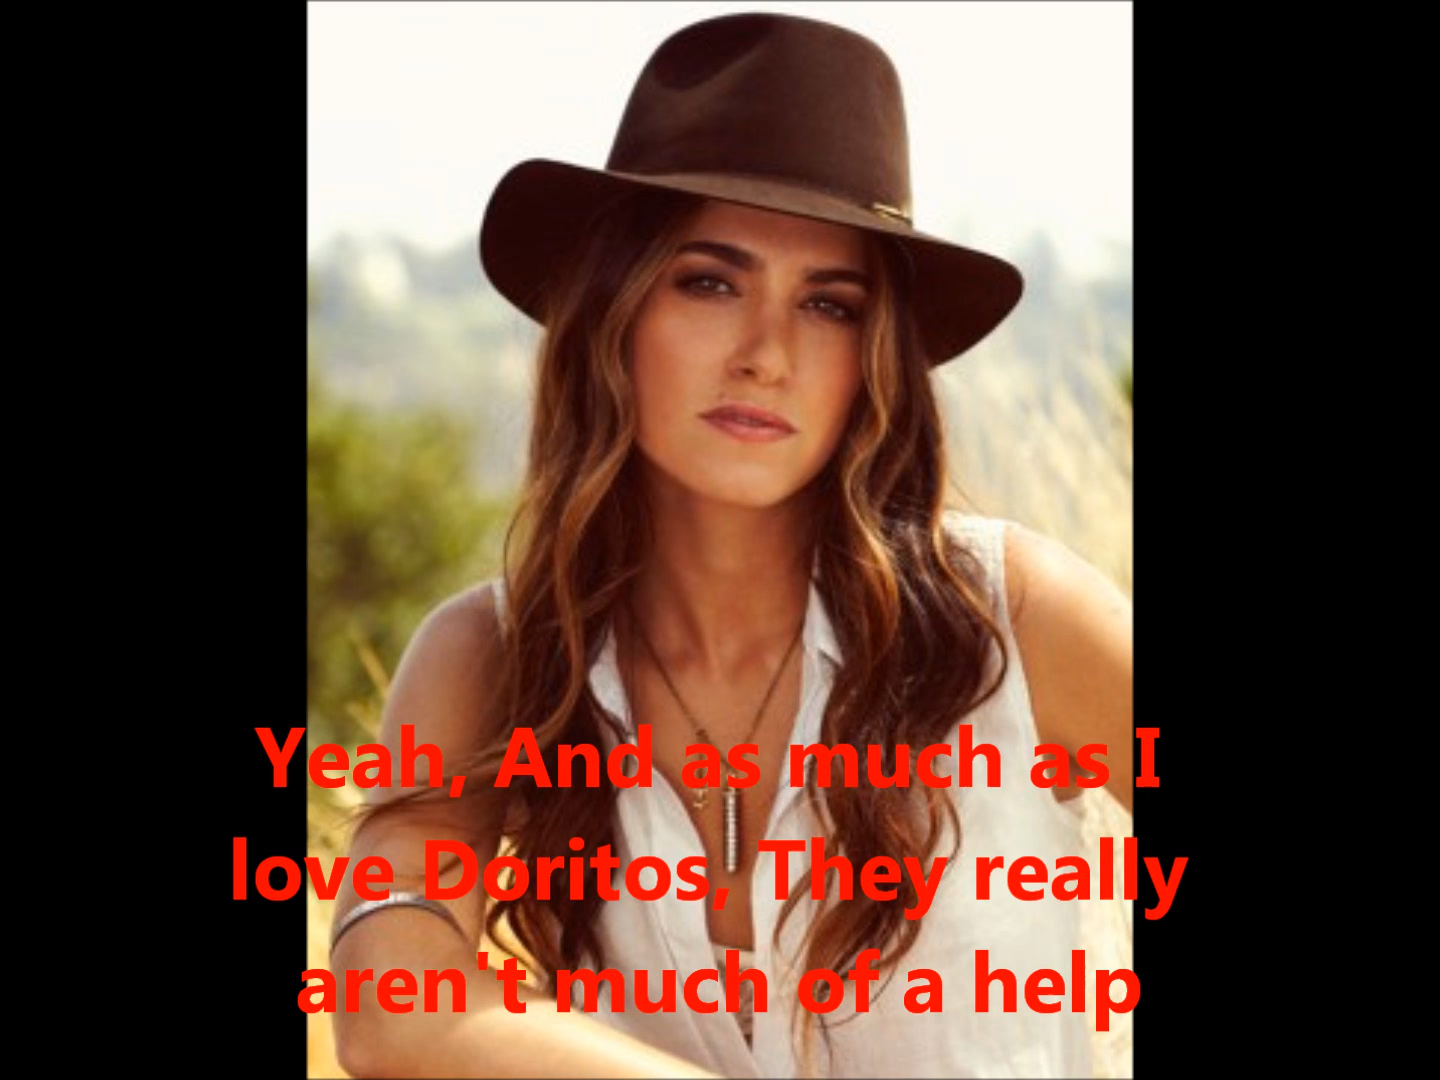 Yeah, And as much as I
love Doritos, They really
aren't much of a help